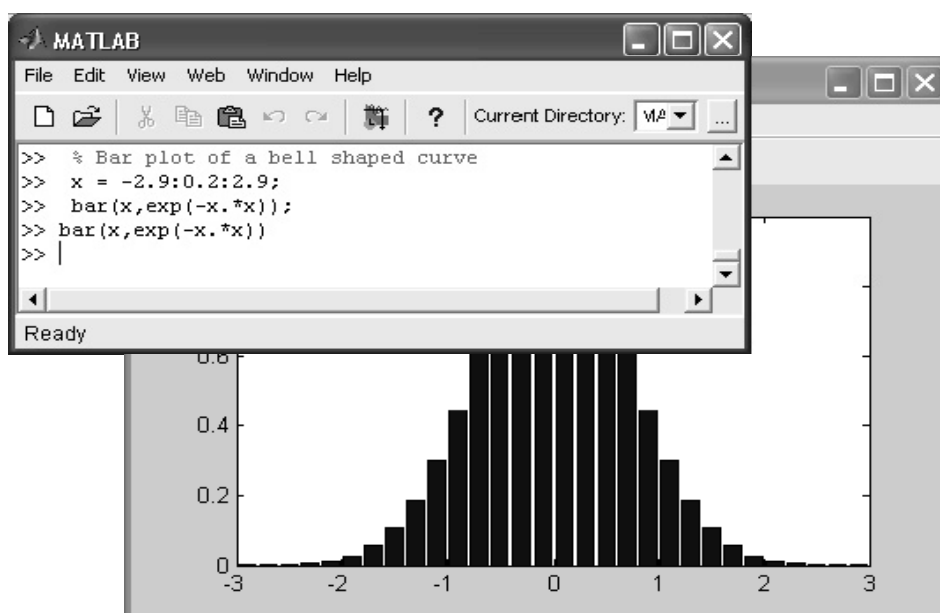 MATLAB
File Edit View Web Window Help
? Current Directory: ...
>> % Bar plot of a bell shaped curve
>> x = -2.9:0.2:2.9;
>> bar(x,exp(-x.*x));
>> bar(x,exp(-x.*x))
>>
Ready
0.6
0.4
0.2
0
-3 -2 -1 0 1 2 3